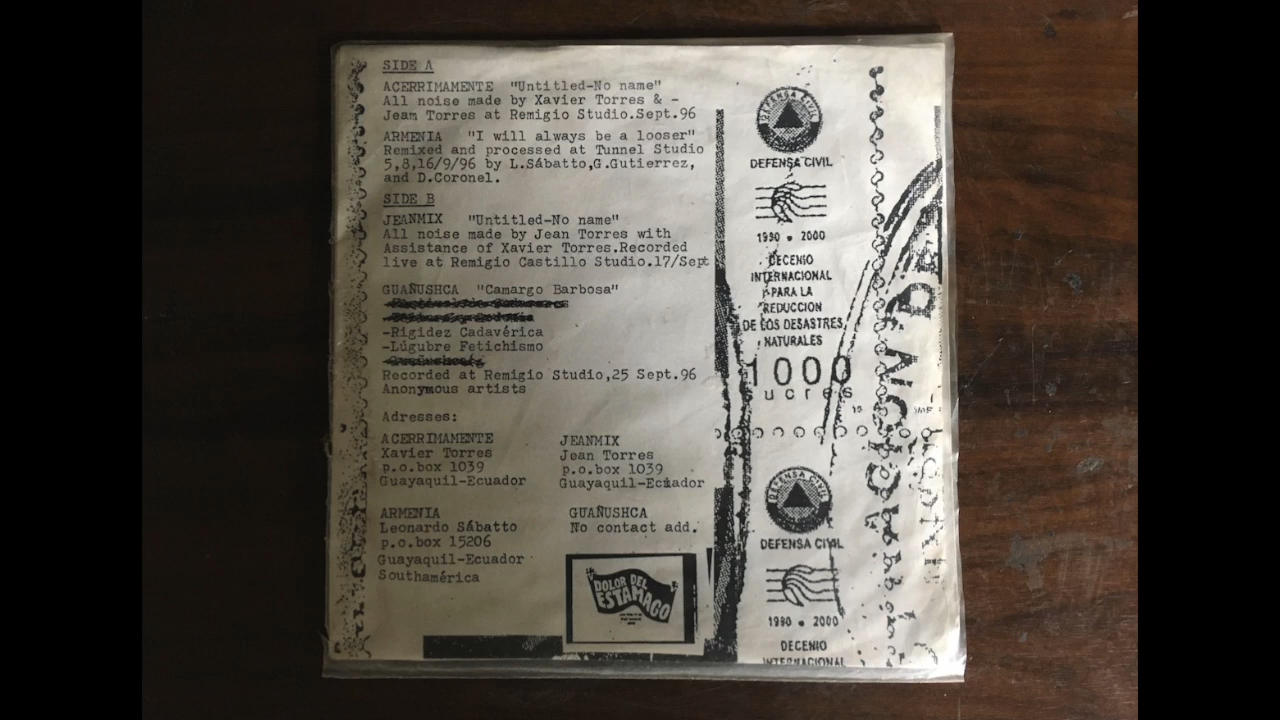 SIDE A
ACERRIMAMENTE "Untitled-No name"
All noise made by Xavier Torres & -
Jeam Torres at Remigio Studio.Sept.96
ARMENIA "I will always be a looser"
Remixed and processed at Tunnel Studio
5,8,16/9/96 by L.Sábatto,G.Gutierrez,
and D.Coronel.
SIDE B
JEANMIX "Untitled-No name"
All noise made by Jean Torres with
Assistance of Xavier Torres.Recorded
live at Remigio Castillo Studio.17/Sept
GUAÑUSHCA "Camargo Barbosa"
-Rigidez Cadavérica
-Lúgubre Fetichismo
Recorded at Remigio Studio,25 Sept.96
Anonymous artists
Adresses:
ACERRIMAMENTE
Xavier Torres
p.o.box 1039
Guayaquil-Ecuador
JEANMIX
Jean Torres
p.o.box 1039
Guayaquil-Ecuador
ARMENIA
Leonardo Sábatto
p.o.box 15206
Guayaquil-Ecuador
Southamérica
GUAÑUSHCA
No contact add.
DOLOR DEL
ESTAMAGO
DEFENSA CIVIL
DEFENSA CIVIL
1990 • 2000
DECENIO
INTERNACIONAL
PARA LA
REDUCCION
DE LOS DESASTRES
NATURALES
1000
sucres
DEFENSA CIVIL
DEFENSA CIVIL
1990 • 2000
DECENIO
INTERNACIONAL